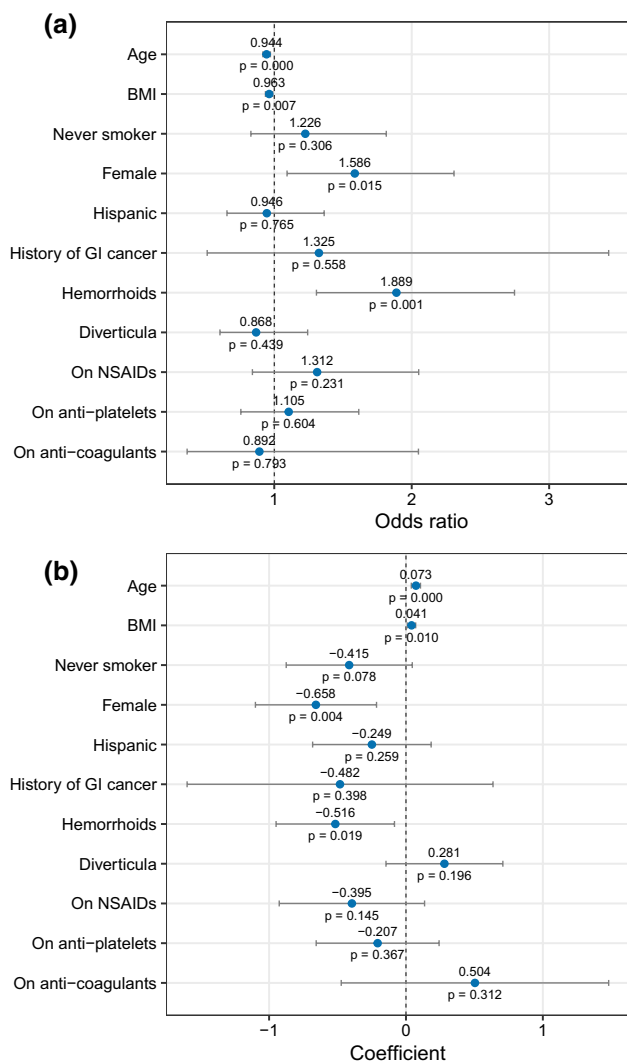 (a)
Age
0.944
p = 0.000
BMI
0.963
p = 0.007
Never smoker
1.226
p = 0.306
Female
1.586
p = 0.015
Hispanic
0.946
p = 0.765
History of GI cancer
1.325
p = 0.558
Hemorrhoids
1.889
p = 0.001
Diverticula
0.868
p = 0.439
On NSAIDs
1.312
p = 0.231
On anti−platelets
1.105
p = 0.604
On anti−coagulants
0.892
p = 0.793
1 2 3
Odds ratio
(b)
Age
0.073
p = 0.000
BMI
0.041
p = 0.010
Never smoker
−0.415
p = 0.078
Female
−0.658
p = 0.004
Hispanic
−0.249
p = 0.259
History of GI cancer
−0.482
p = 0.398
Hemorrhoids
−0.516
p = 0.019
Diverticula
0.281
p = 0.196
On NSAIDs
−0.395
p = 0.145
On anti−platelets
−0.207
p = 0.367
On anti−coagulants
0.504
p = 0.312
−1 0 1
Coefficient